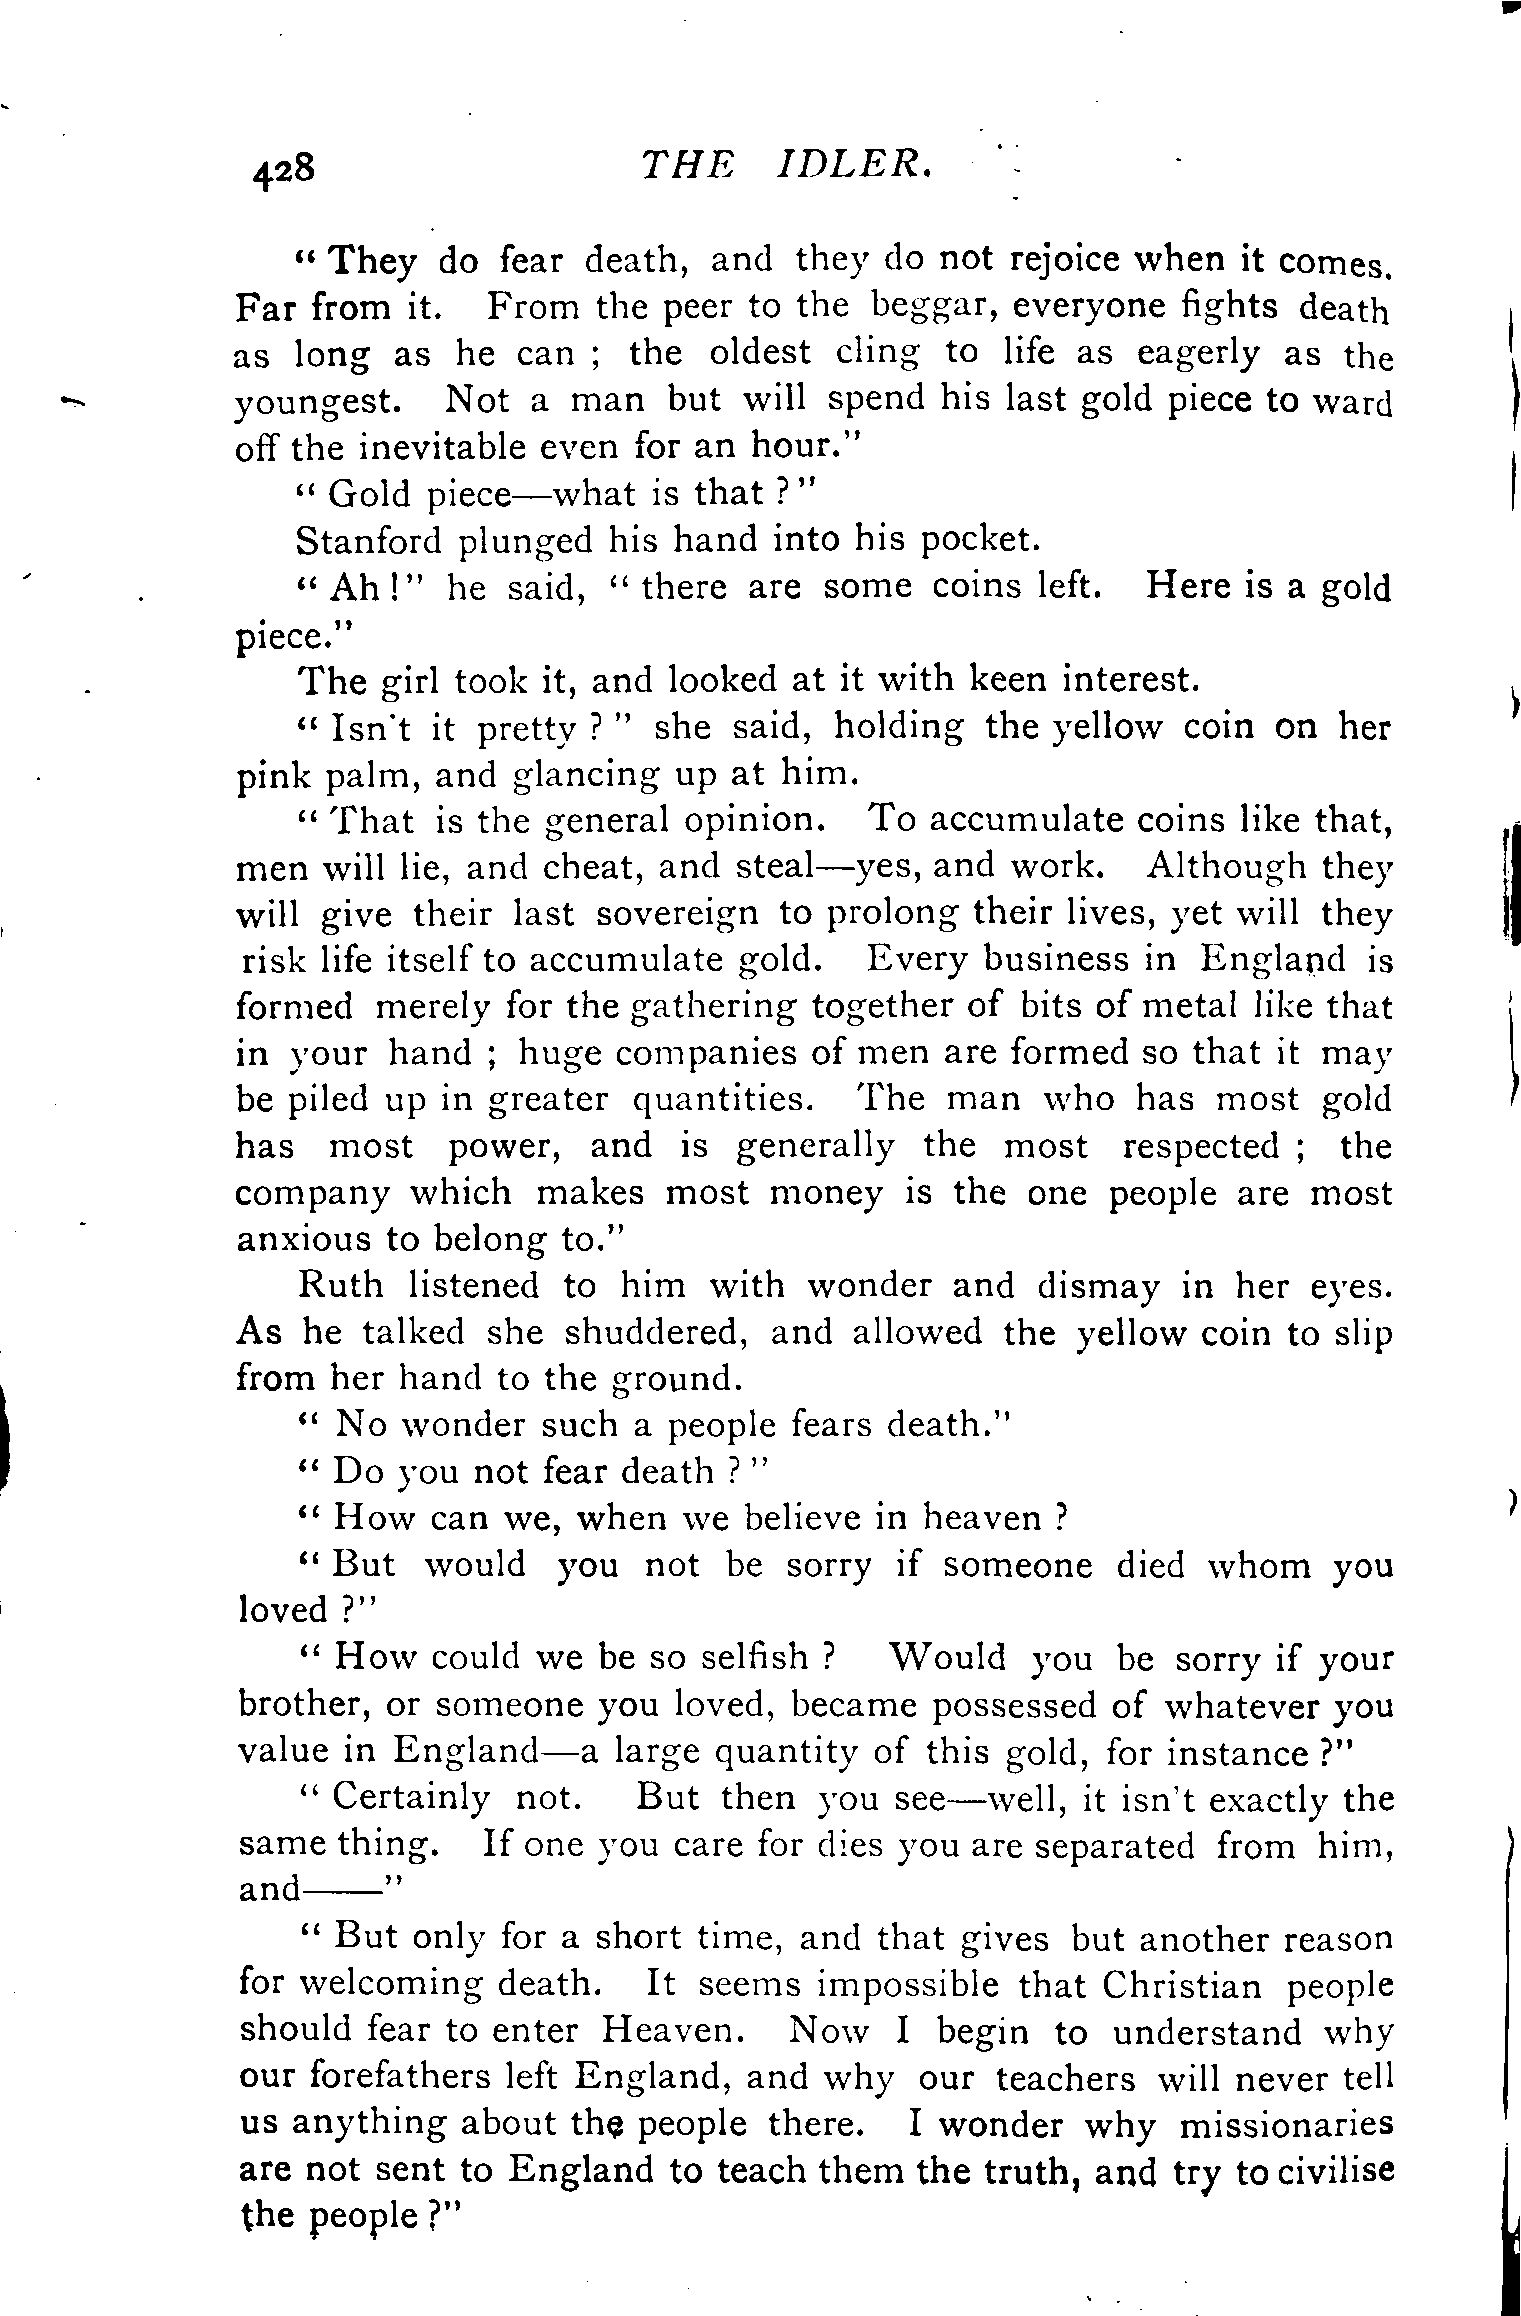 428 THE IDLER.
“ They do fear death, and they do not rejoice when it comes.
Far from it. From the peer to the beggar, everyone fights death
as long as he can ; the oldest cling to life as eagerly as the
youngest. Not a man but will spend his last gold piece to ward
off the inevitable even for an hour.”
“ Gold piece—what is that ? ”
Stanford plunged his hand into his pocket.
“ Ah ! ” he said, “ there are some coins left. Here is a gold
piece.”
The girl took it, and looked at it with keen interest.
“ Isn't it pretty ? ” she said, holding the yellow coin on her
pink palm, and glancing up at him.
“ That is the general opinion. To accumulate coins like that,
men will lie, and cheat, and steal—yes, and work. Although they
will give their last sovereign to prolong their lives, yet will they
risk life itself to accumulate gold. Every business in England is
formed merely for the gathering together of bits of metal like that
in your hand ; huge companies of men are formed so that it may
be piled up in greater quantities. The man who has most gold
has most power, and is generally the most respected ; the
company which makes most money is the one people are most
anxious to belong to.”
Ruth listened to him with wonder and dismay in her eyes.
As he talked she shuddered, and allowed the yellow coin to slip
from her hand to the ground.
“ No wonder such a people fears death.”
“ Do you not fear death ? ”
“ How can we, when we believe in heaven ?
“ But would you not be sorry if someone died whom you
loved ?”
“ How could we be so selfish ? Would you be sorry if your
brother, or someone you loved, became possessed of whatever you
value in England—a large quantity of this gold, for instance ?”
“ Certainly not. But then you see—well, it isn't exactly the
same thing. If one you care for dies you are separated from him,
and——”
“ But only for a short time, and that gives but another reason
for welcoming death. It seems impossible that Christian people
should fear to enter Heaven. Now I begin to understand why
our forefathers left England, and why our teachers will never tell
us anything about the people there. I wonder why missionaries
are not sent to England to teach them the truth, and try to civilise
the people ?”